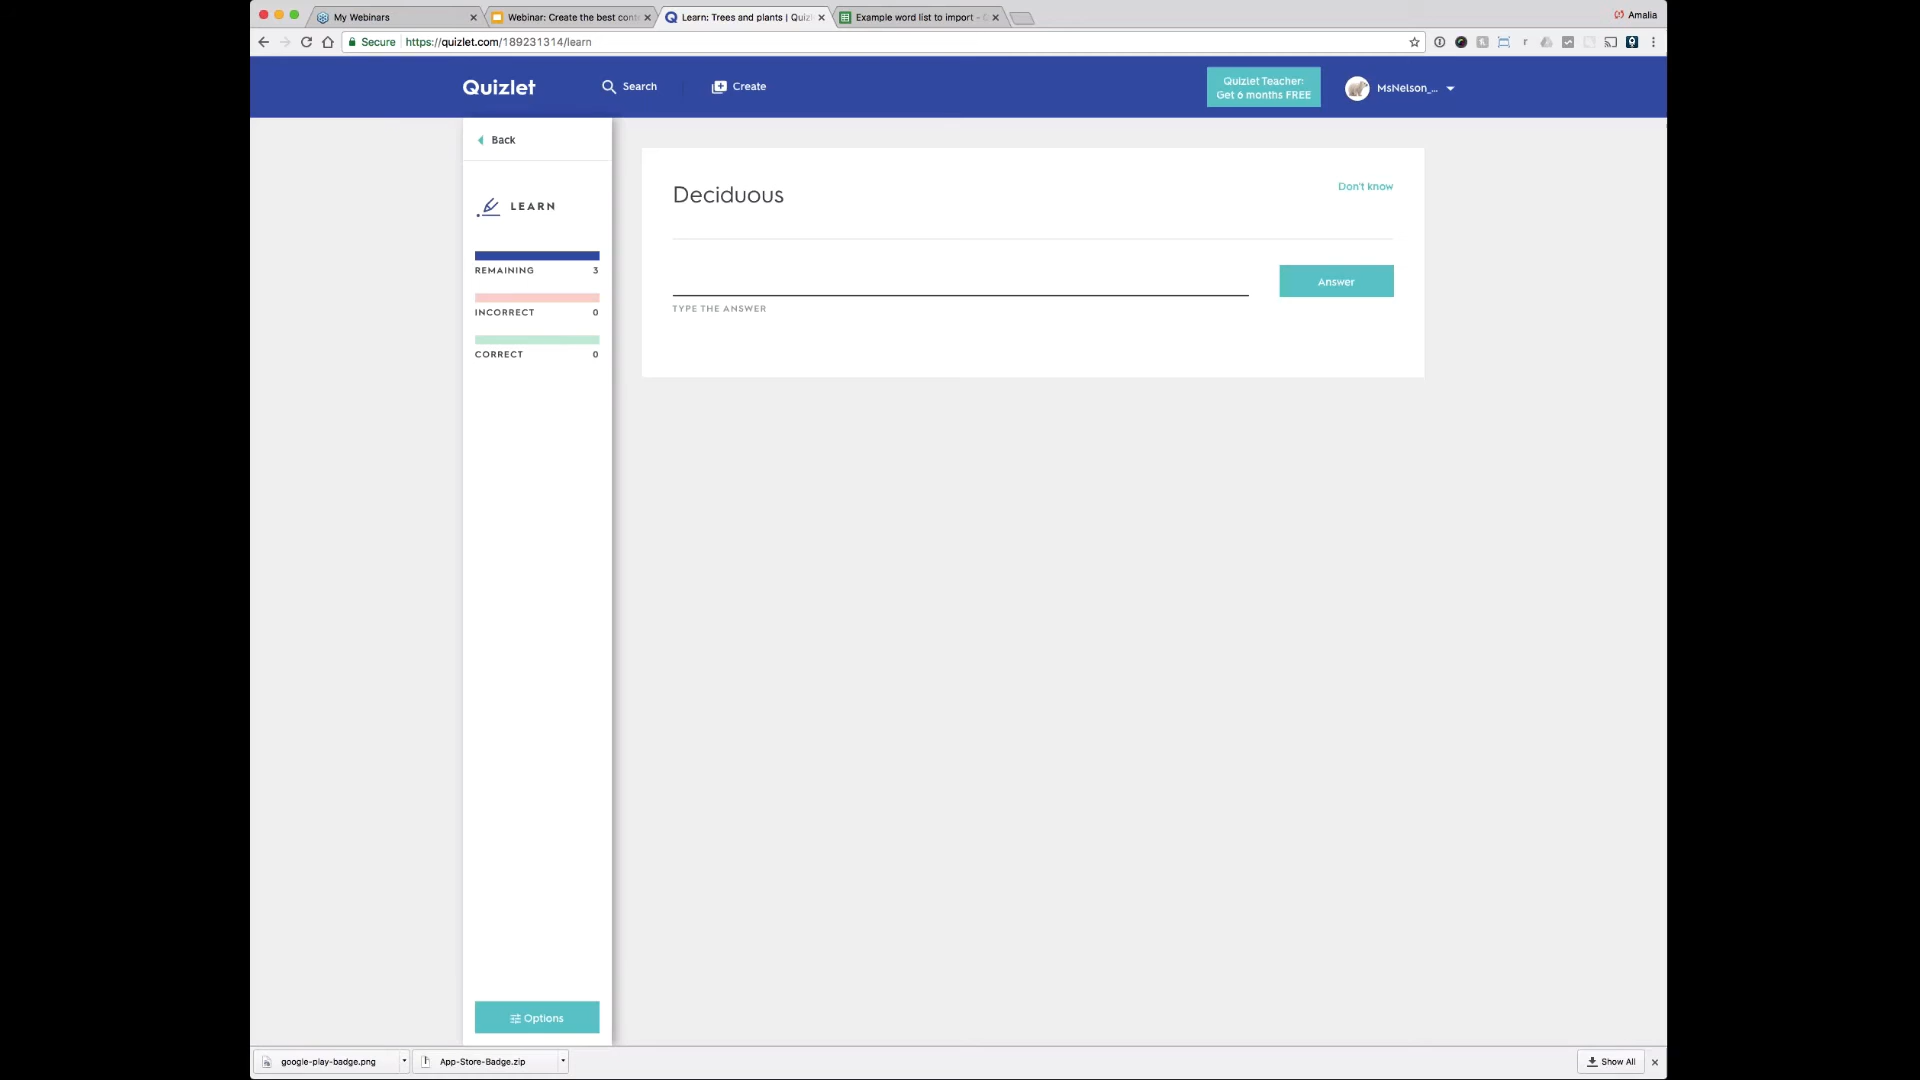 My Webinars
Webinar: Create the best cont
Learn: Trees and plants | Quiz
Example word list to import -
Amalia
Secure
https://quizlet.com/189231314/learn
Quizlet
Search
Create
Quizlet Teacher:
Get 6 months FREE
MsNelson_...
Back
LEARN
REMAINING 3
INCORRECT 0
CORRECT 0
Deciduous
Don't know
Answer
TYPE THE ANSWER
Options
google-play-badge.png
App-Store-Badge.zip
Show All